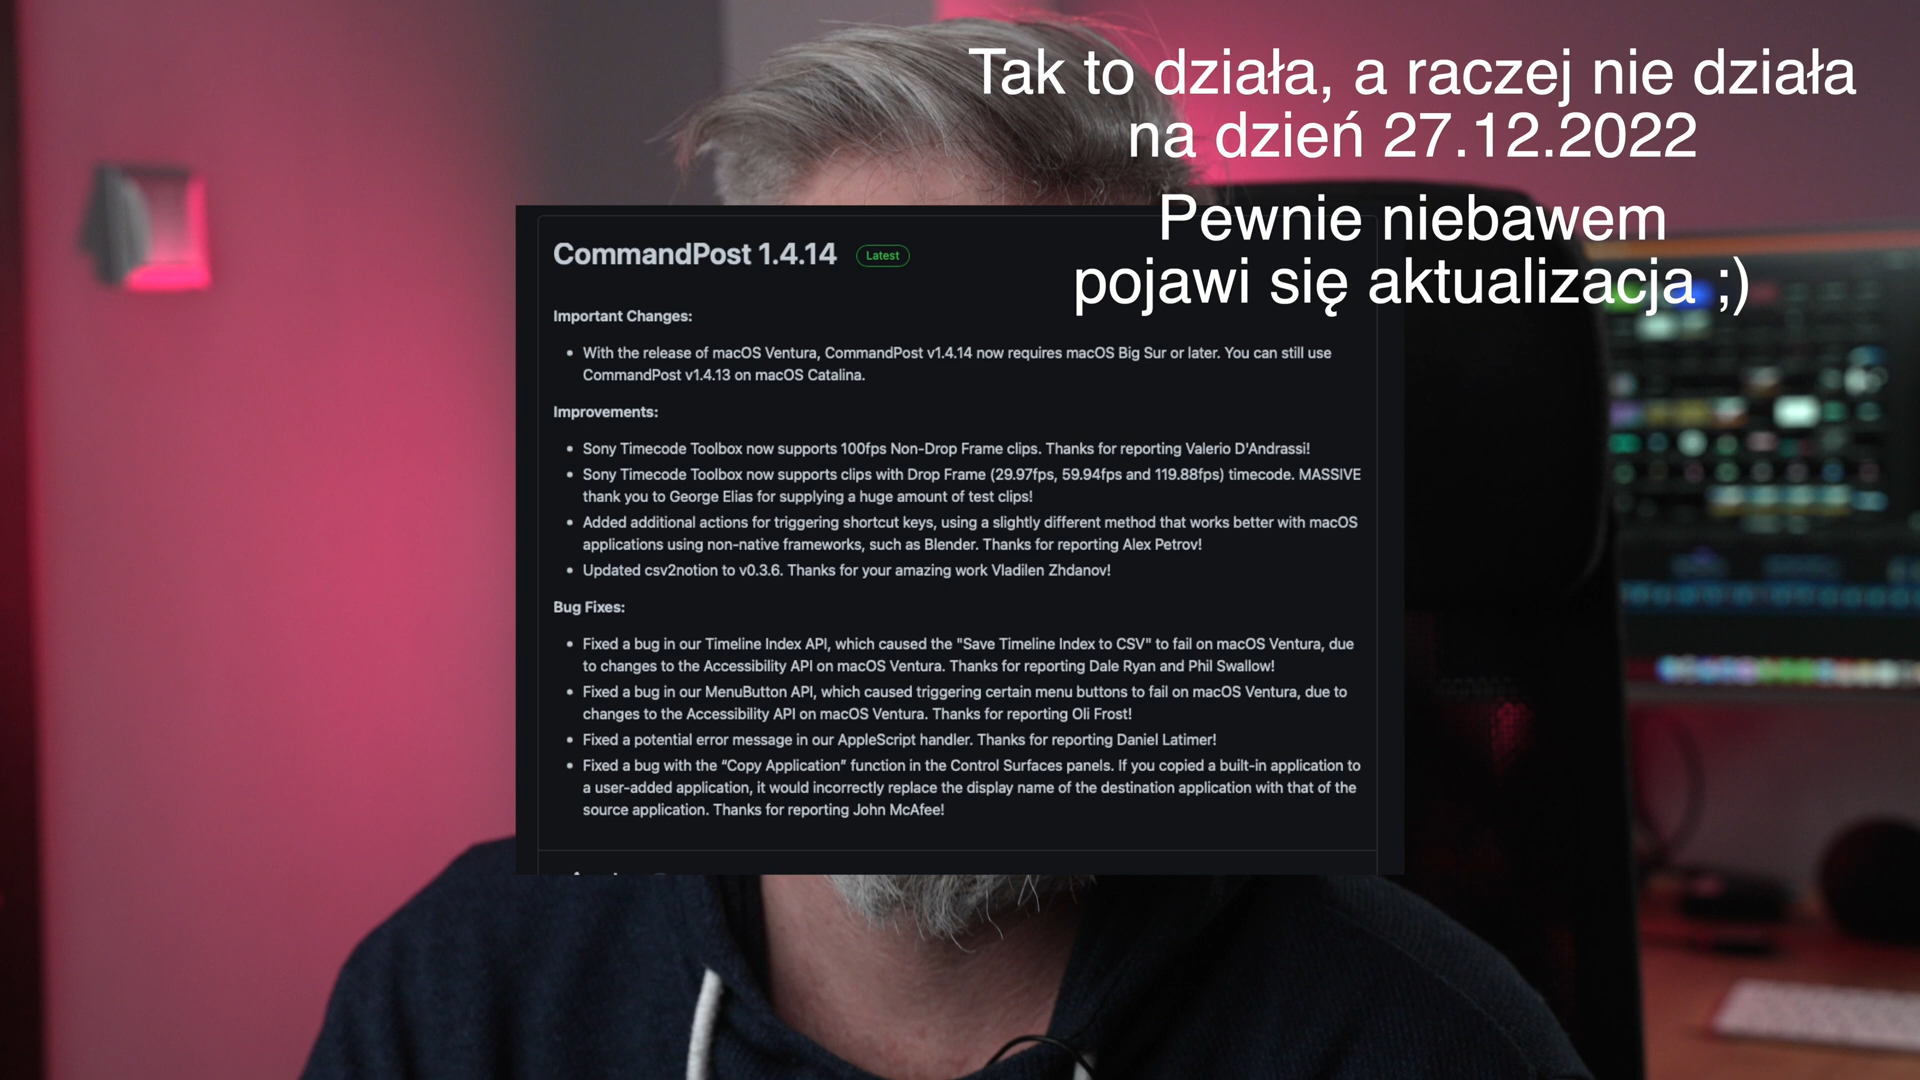 Tak to działa, a raczej nie działa
na dzień 27.12.2022
Pewnie niebawem
pojawi się aktualizacja ;)
CommandPost 1.4.14 Latest
Important Changes:
• With the release of macOS Ventura, CommandPost v1.4.14 now requires macOS Big Sur or later. You can still use
CommandPost v1.4.13 on macOS Catalina.
Improvements:
• Sony Timecode Toolbox now supports 100fps Non-Drop Frame clips. Thanks for reporting Valerio D'Andrassi!
• Sony Timecode Toolbox now supports clips with Drop Frame (29.97fps, 59.94fps and 119.88fps) timecode. MASSIVE
thank you to George Elias for supplying a huge amount of test clips!
• Added additional actions for triggering shortcut keys, using a slightly different method that works better with macOS
applications using non-native frameworks, such as Blender. Thanks for reporting Alex Petrov!
• Updated csv2notion to v0.3.6. Thanks for your amazing work Vladilen Zhdanov!
Bug Fixes:
• Fixed a bug in our Timeline Index API, which caused the "Save Timeline Index to CSV" to fail on macOS Ventura, due
to changes to the Accessibility API on macOS Ventura. Thanks for reporting Dale Ryan and Phil Swallow!
• Fixed a bug in our MenuButton API, which caused triggering certain menu buttons to fail on macOS Ventura, due to
changes to the Accessibility API on macOS Ventura. Thanks for reporting Oli Frost!
• Fixed a potential error message in our AppleScript handler. Thanks for reporting Daniel Latimer!
• Fixed a bug with the “Copy Application” function in the Control Surfaces panels. If you copied a built-in application to
a user-added application, it would incorrectly replace the display name of the destination application with that of the
source application. Thanks for reporting John McAfee!